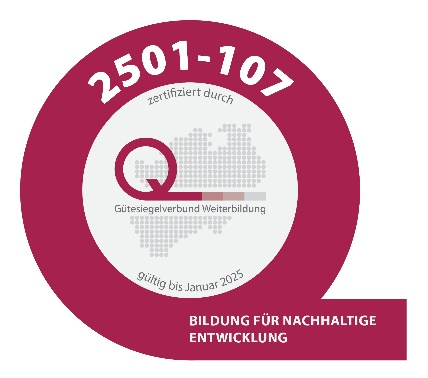 2501-107
zertifiziert durch
Q
Gütesiegelverbund Weiterbildung
gültig bis Januar 2025
BILDUNG FÜR NACHHALTIGE
ENTWICKLUNG